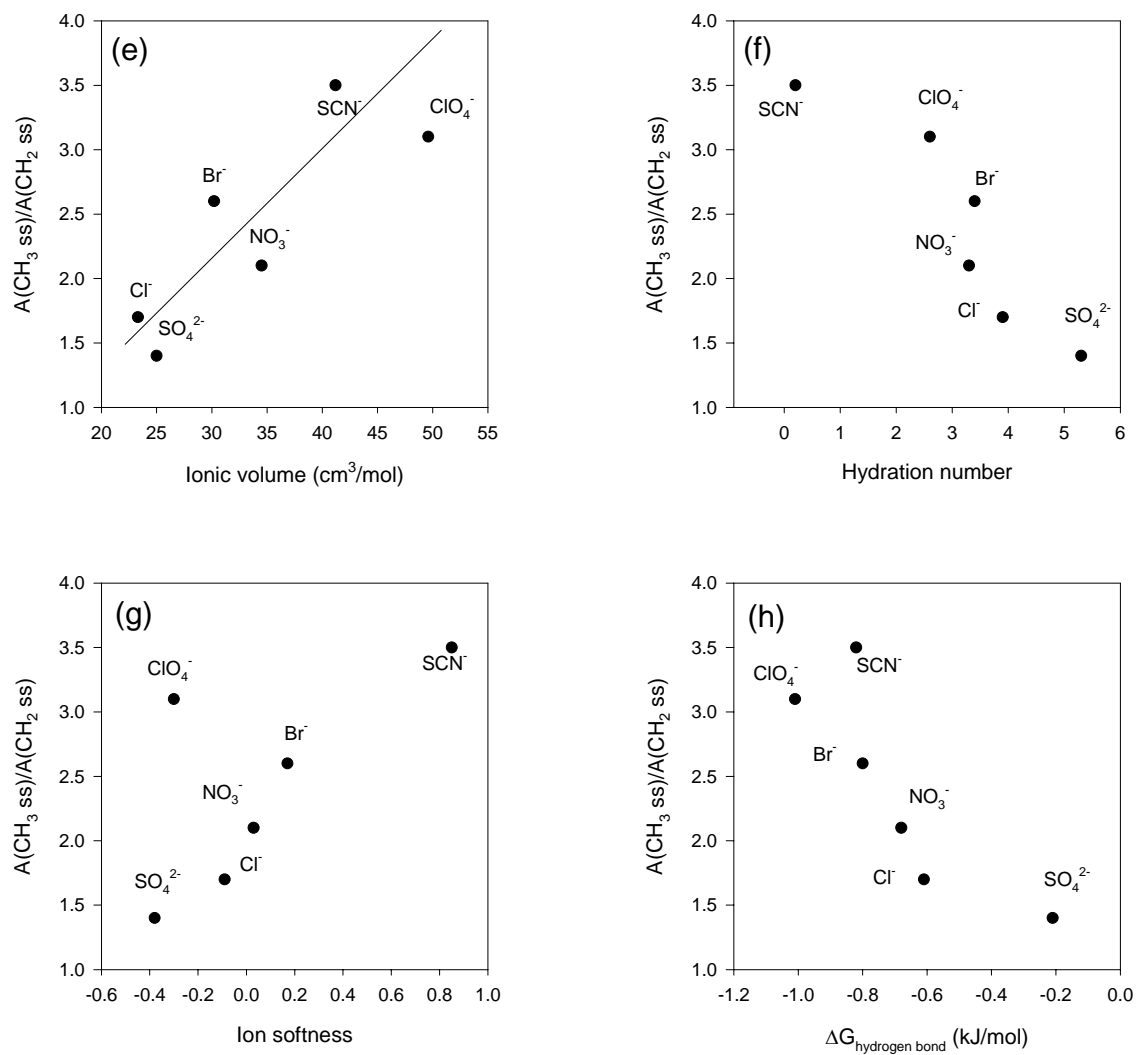 (e)
4.0
3.5
3.0
2.5
2.0
1.5
1.0
A(CH₃ ss)/A(CH₂ ss)
SCN⁻
ClO₄⁻
Br⁻
NO₃⁻
Cl⁻
SO₄²⁻
20 25 30 35 40 45 50 55
Ionic volume (cm³/mol)
(f)
4.0
3.5
3.0
2.5
2.0
1.5
1.0
A(CH₃ ss)/A(CH₂ ss)
SCN⁻
ClO₄⁻
Br⁻
NO₃⁻
Cl⁻
SO₄²⁻
0 1 2 3 4 5 6
Hydration number
(g)
4.0
3.5
3.0
2.5
2.0
1.5
1.0
A(CH₃ ss)/A(CH₂ ss)
ClO₄⁻
SCN⁻
Br⁻
NO₃⁻
Cl⁻
SO₄²⁻
-0.6 -0.4 -0.2 0.0 0.2 0.4 0.6 0.8 1.0
Ion softness
(h)
4.0
3.5
3.0
2.5
2.0
1.5
1.0
A(CH₃ ss)/A(CH₂ ss)
SCN⁻
ClO₄⁻
Br⁻
NO₃⁻
Cl⁻
SO₄²⁻
-1.2 -1.0 -0.8 -0.6 -0.4 -0.2 0.0
ΔG hydrogen bond (kJ/mol)